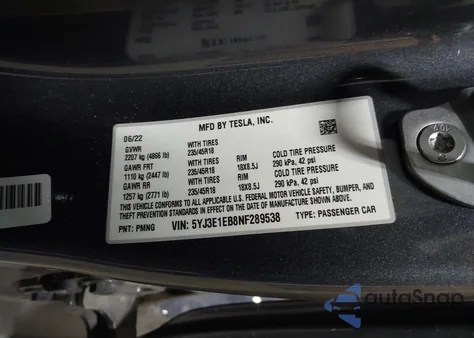 MFD BY TESLA, INC.
06/22
GVWR WITH TIRES RIM COLD TIRE PRESSURE
2207 kg (4866 lb) 235/45R18 18X8.5J 290 kPa, 42 psi
GAWR FRT WITH TIRES RIM COLD TIRE PRESSURE
1110 kg (2447 lb) 235/45R18 18X8.5J 290 kPa, 42 psi
GAWR RR
1257 kg (2771 lb)
THIS VEHICLE CONFORMS TO ALL APPLICABLE U.S. FEDERAL MOTOR VEHICLE SAFETY, BUMPER, AND
THEFT PREVENTION STANDARDS IN EFFECT ON THE DATE OF MANUFACTURE SHOWN ABOVE.
PNT: PMNG VIN: 5YJ3E1EB8NF289538 TYPE: PASSENGER CAR
autoSnap